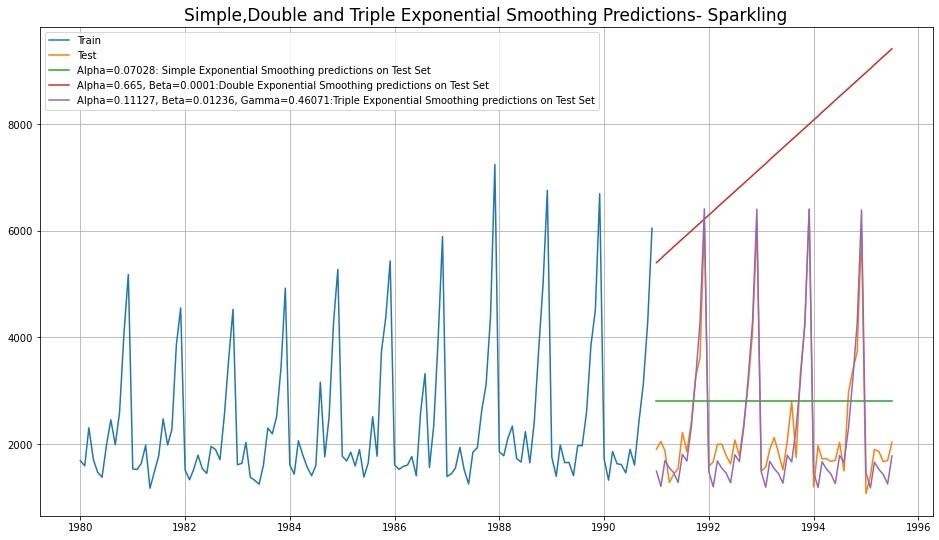 Simple,Double and Triple Exponential Smoothing Predictions- Sparkling
Train
Test
Alpha=0.07028: Simple Exponential Smoothing predictions on Test Set
Alpha=0.665, Beta=0.0001:Double Exponential Smoothing predictions on Test Set
Alpha=0.11127, Beta=0.01236, Gamma=0.46071:Triple Exponential Smoothing predictions on Test Set
8000
6000
4000
2000
1980 1982 1984 1986 1988 1990 1992 1994 1996